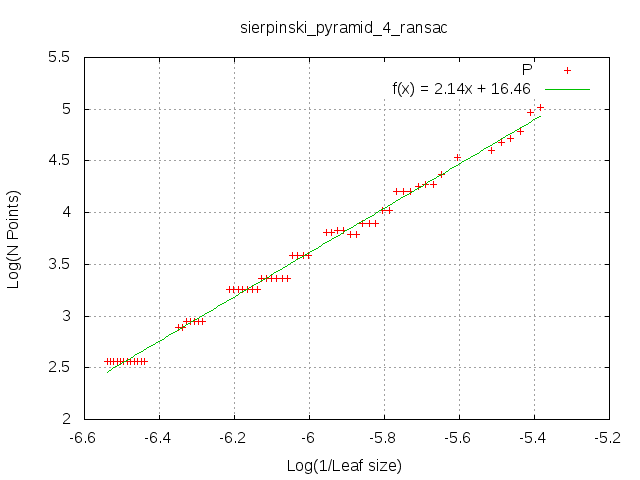 sierpinski_pyramid_4_ransac
P
f(x) = 2.14x + 16.46
5.5
5
4.5
4
3.5
3
2.5
2
Log(N Points)
-6.6 -6.4 -6.2 -6 -5.8 -5.6 -5.4 -5.2
Log(1/Leaf size)